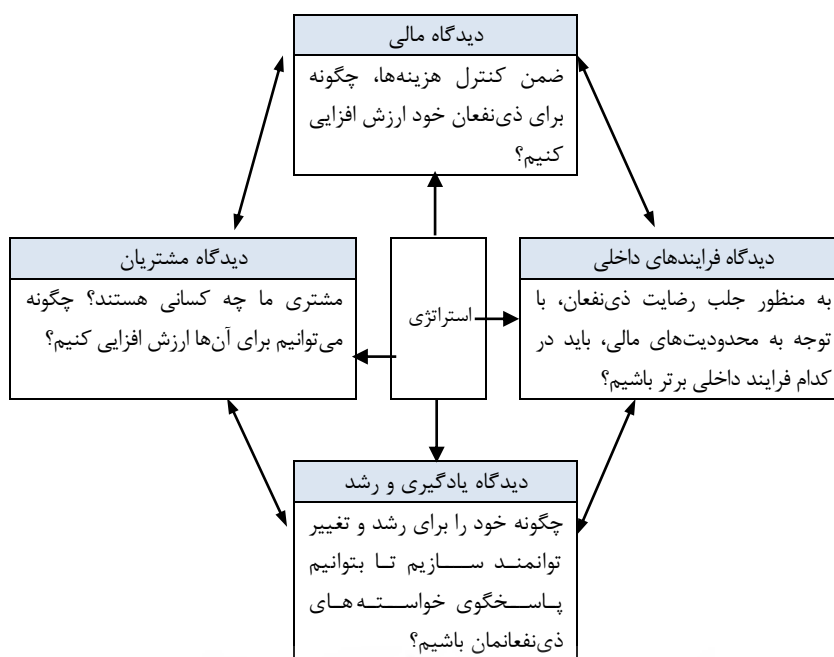 دیدگاه مالی
ضمن کنترل هزینه‌ها، چگونه
برای ذی‌نفعان خود ارزش افزایی
کنیم؟
دیدگاه فرایندهای داخلی
به منظور جلب رضایت ذی‌نفعان، با
توجه به محدودیت‌های مالی، باید در
کدام فرایند داخلی برتر باشیم؟
استراتژی
دیدگاه مشتریان
مشتری ما چه کسانی هستند؟ چگونه
می‌توانیم برای آن‌ها ارزش افزایی کنیم؟
دیدگاه یادگیری و رشد
چگونه خود را برای رشد و تغییر
توانمند سازیم تا بتوانیم
پاسخگوی خواسته‌های
ذی‌نفعانمان باشیم؟